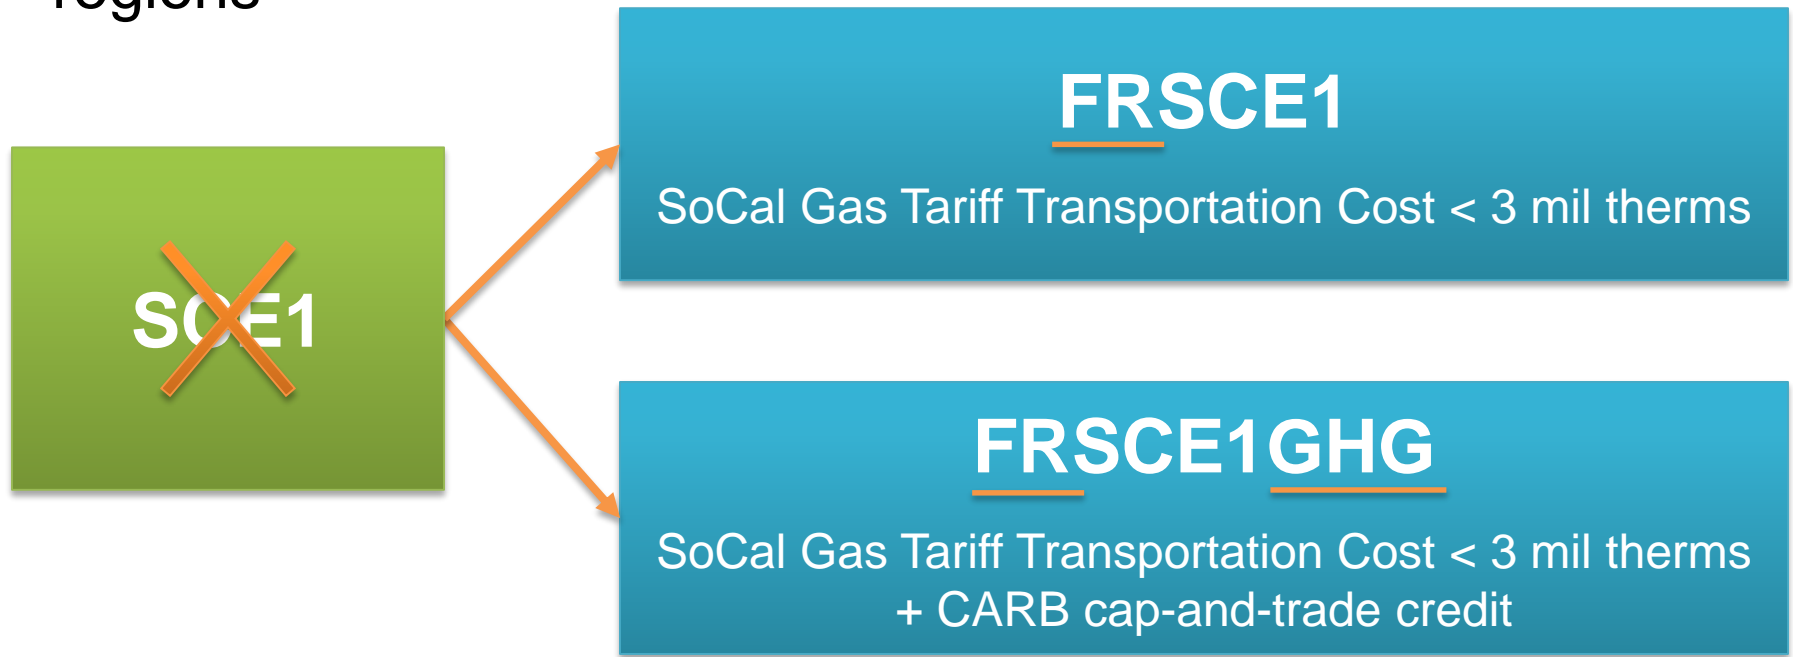 regions
FRSCE1
SoCal Gas Tariff Transportation Cost < 3 mil therms
SCE1
FRSCE1GHG
SoCal Gas Tariff Transportation Cost < 3 mil therms
+ CARB cap-and-trade credit